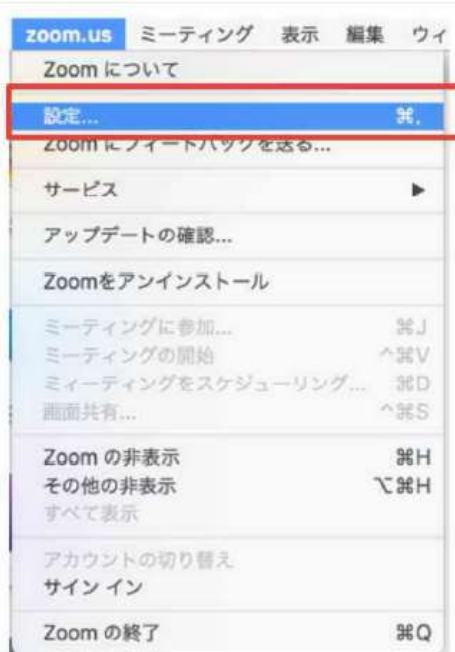 zoom.us ミーティング 表示 編集 ウィ
Zoom について
設定... ⌘,
Zoom にフィードバックを送る...
サービス ▶
アップデートの確認...
Zoomをアンインストール
ミーティングに参加... ⌘J
ミーティングの開始 ^⌘V
ミィーティングをスケジューリング... ⌘D
画面共有... ^⌘S
Zoom の非表示 ⌘H
その他の非表示 ⌥⌘H
すべて表示
アカウントの切り替え
サイン イン
Zoom の終了 ⌘Q